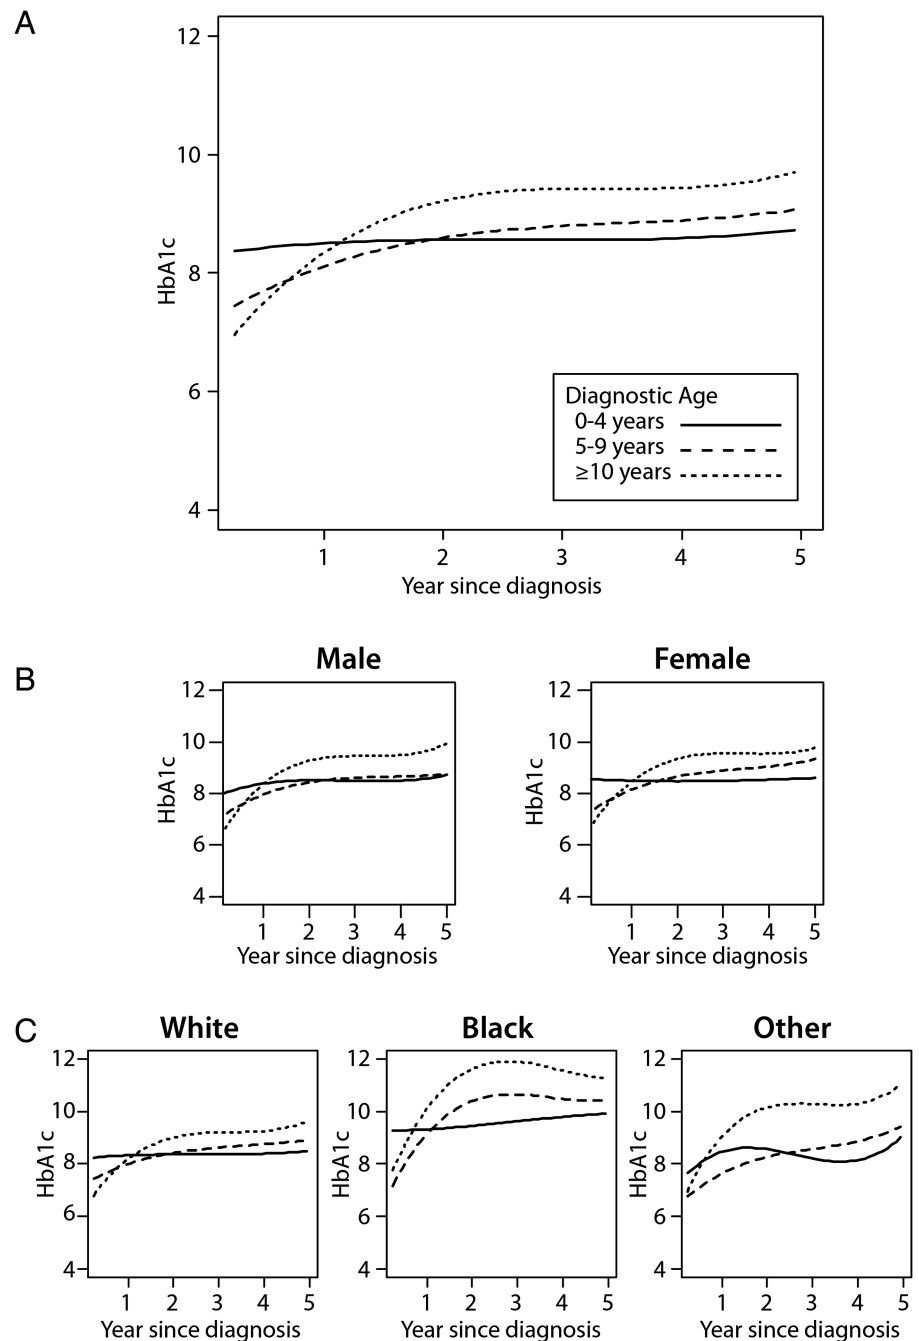 A
12
10
8
6
4
HbA1c
Diagnostic Age
0-4 years
5-9 years
≥10 years
1 2 3 4 5
Year since diagnosis
B
Male
12
10
8
6
4
HbA1c
1 2 3 4 5
Year since diagnosis
Female
12
10
8
6
4
HbA1c
1 2 3 4 5
Year since diagnosis
C
White
12
10
8
6
4
HbA1c
1 2 3 4 5
Year since diagnosis
Black
12
10
8
6
4
HbA1c
1 2 3 4 5
Year since diagnosis
Other
12
10
8
6
4
HbA1c
1 2 3 4 5
Year since diagnosis